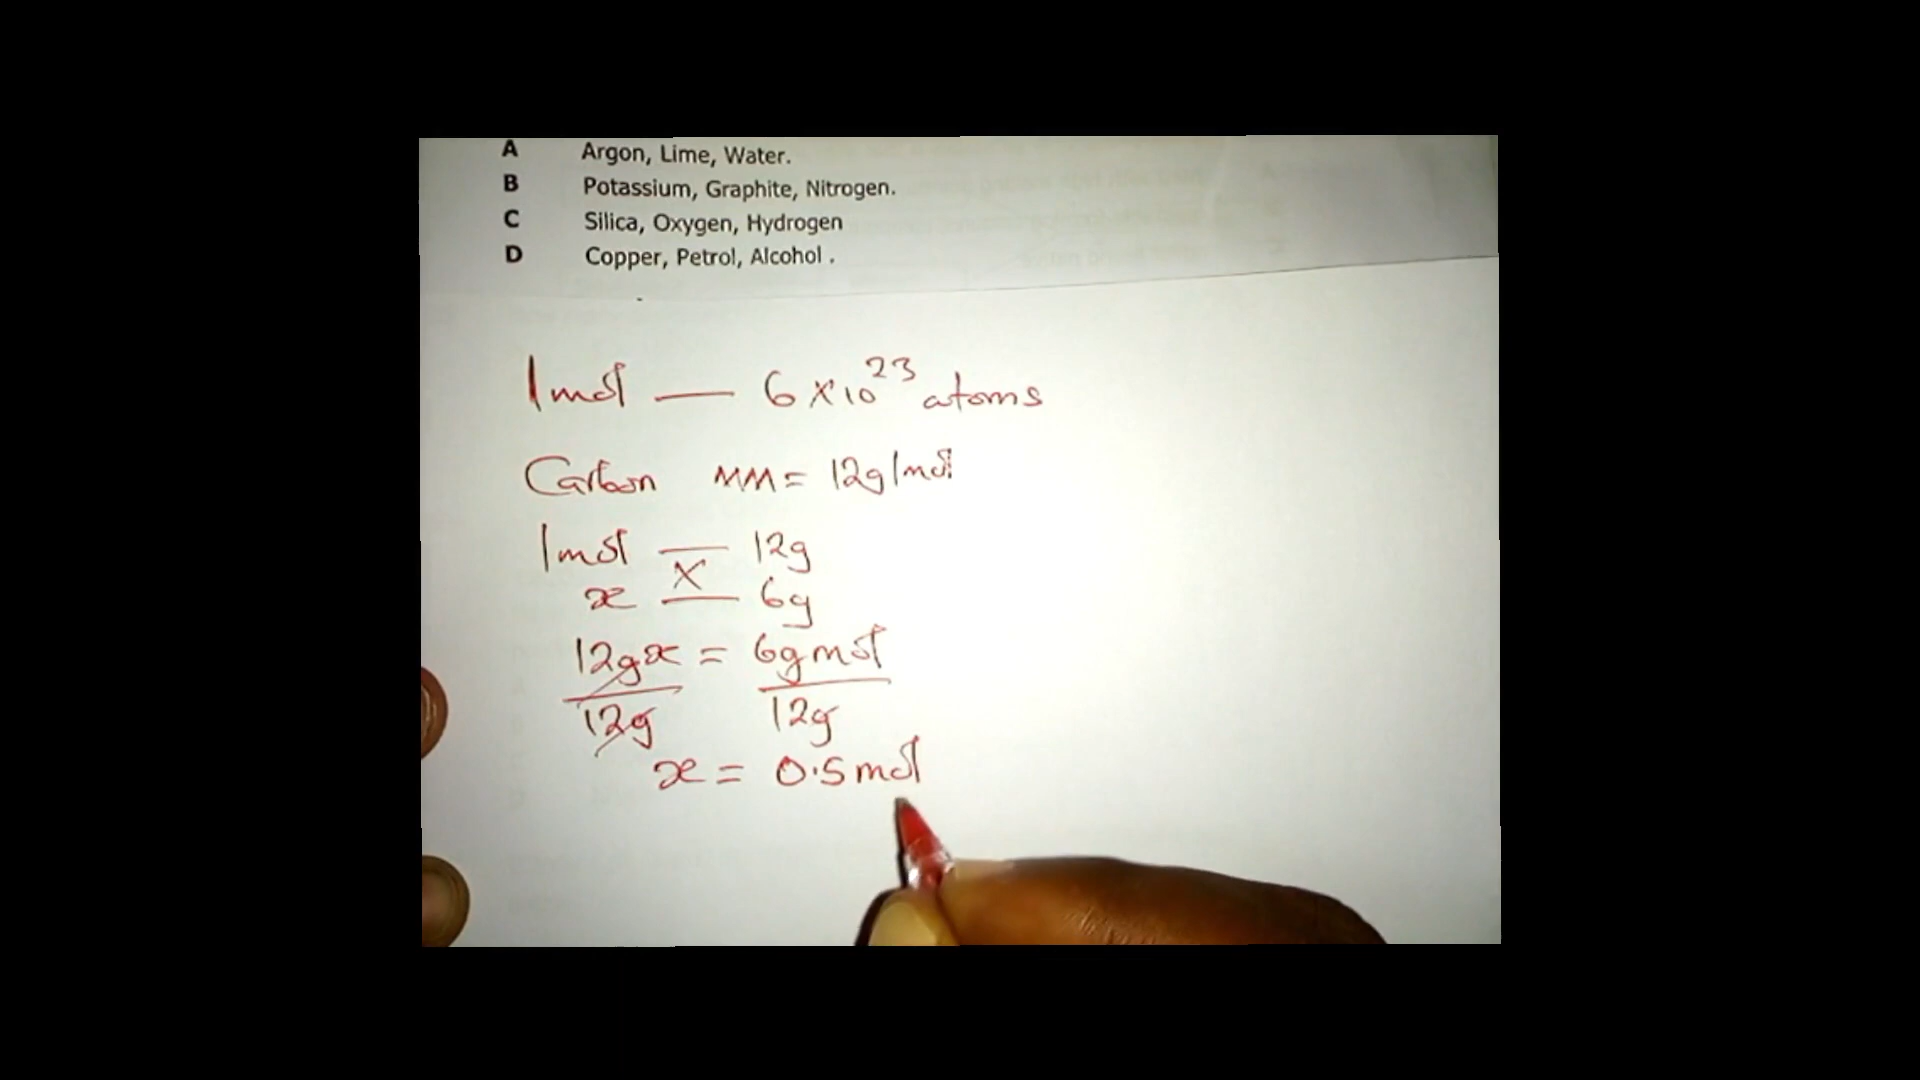 A Argon, Lime, Water.
B Potassium, Graphite, Nitrogen.
C Silica, Oxygen, Hydrogen
D Copper, Petrol, Alcohol .
1mol — 6×10²³ atoms
Carbon MM = 12g/mol
1mol — 12g
X
x — 6g
12gx = 6gmol
12g 12g
x = 0.5mol